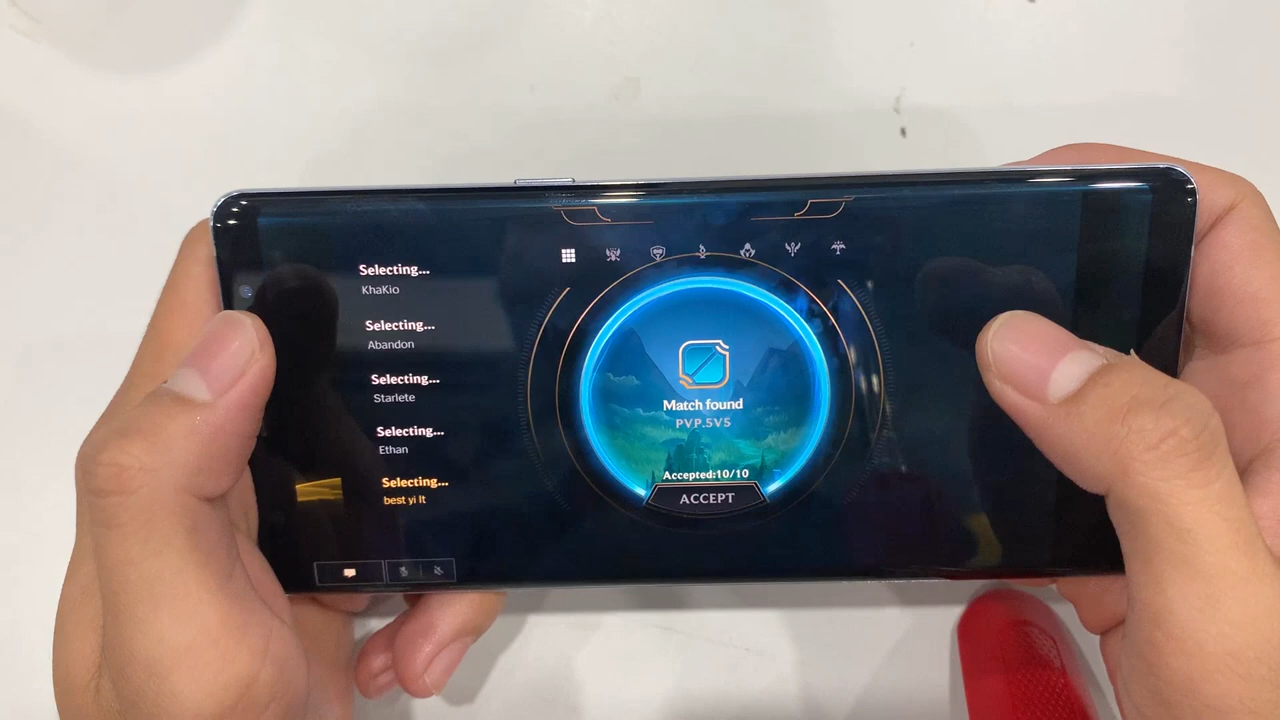 Selecting...
KhaKio
Selecting...
Abandon
Selecting...
Starlete
Selecting...
Ethan
Selecting...
best yi lt
Match found
PVP.5V5
Accepted:10/10
ACCEPT